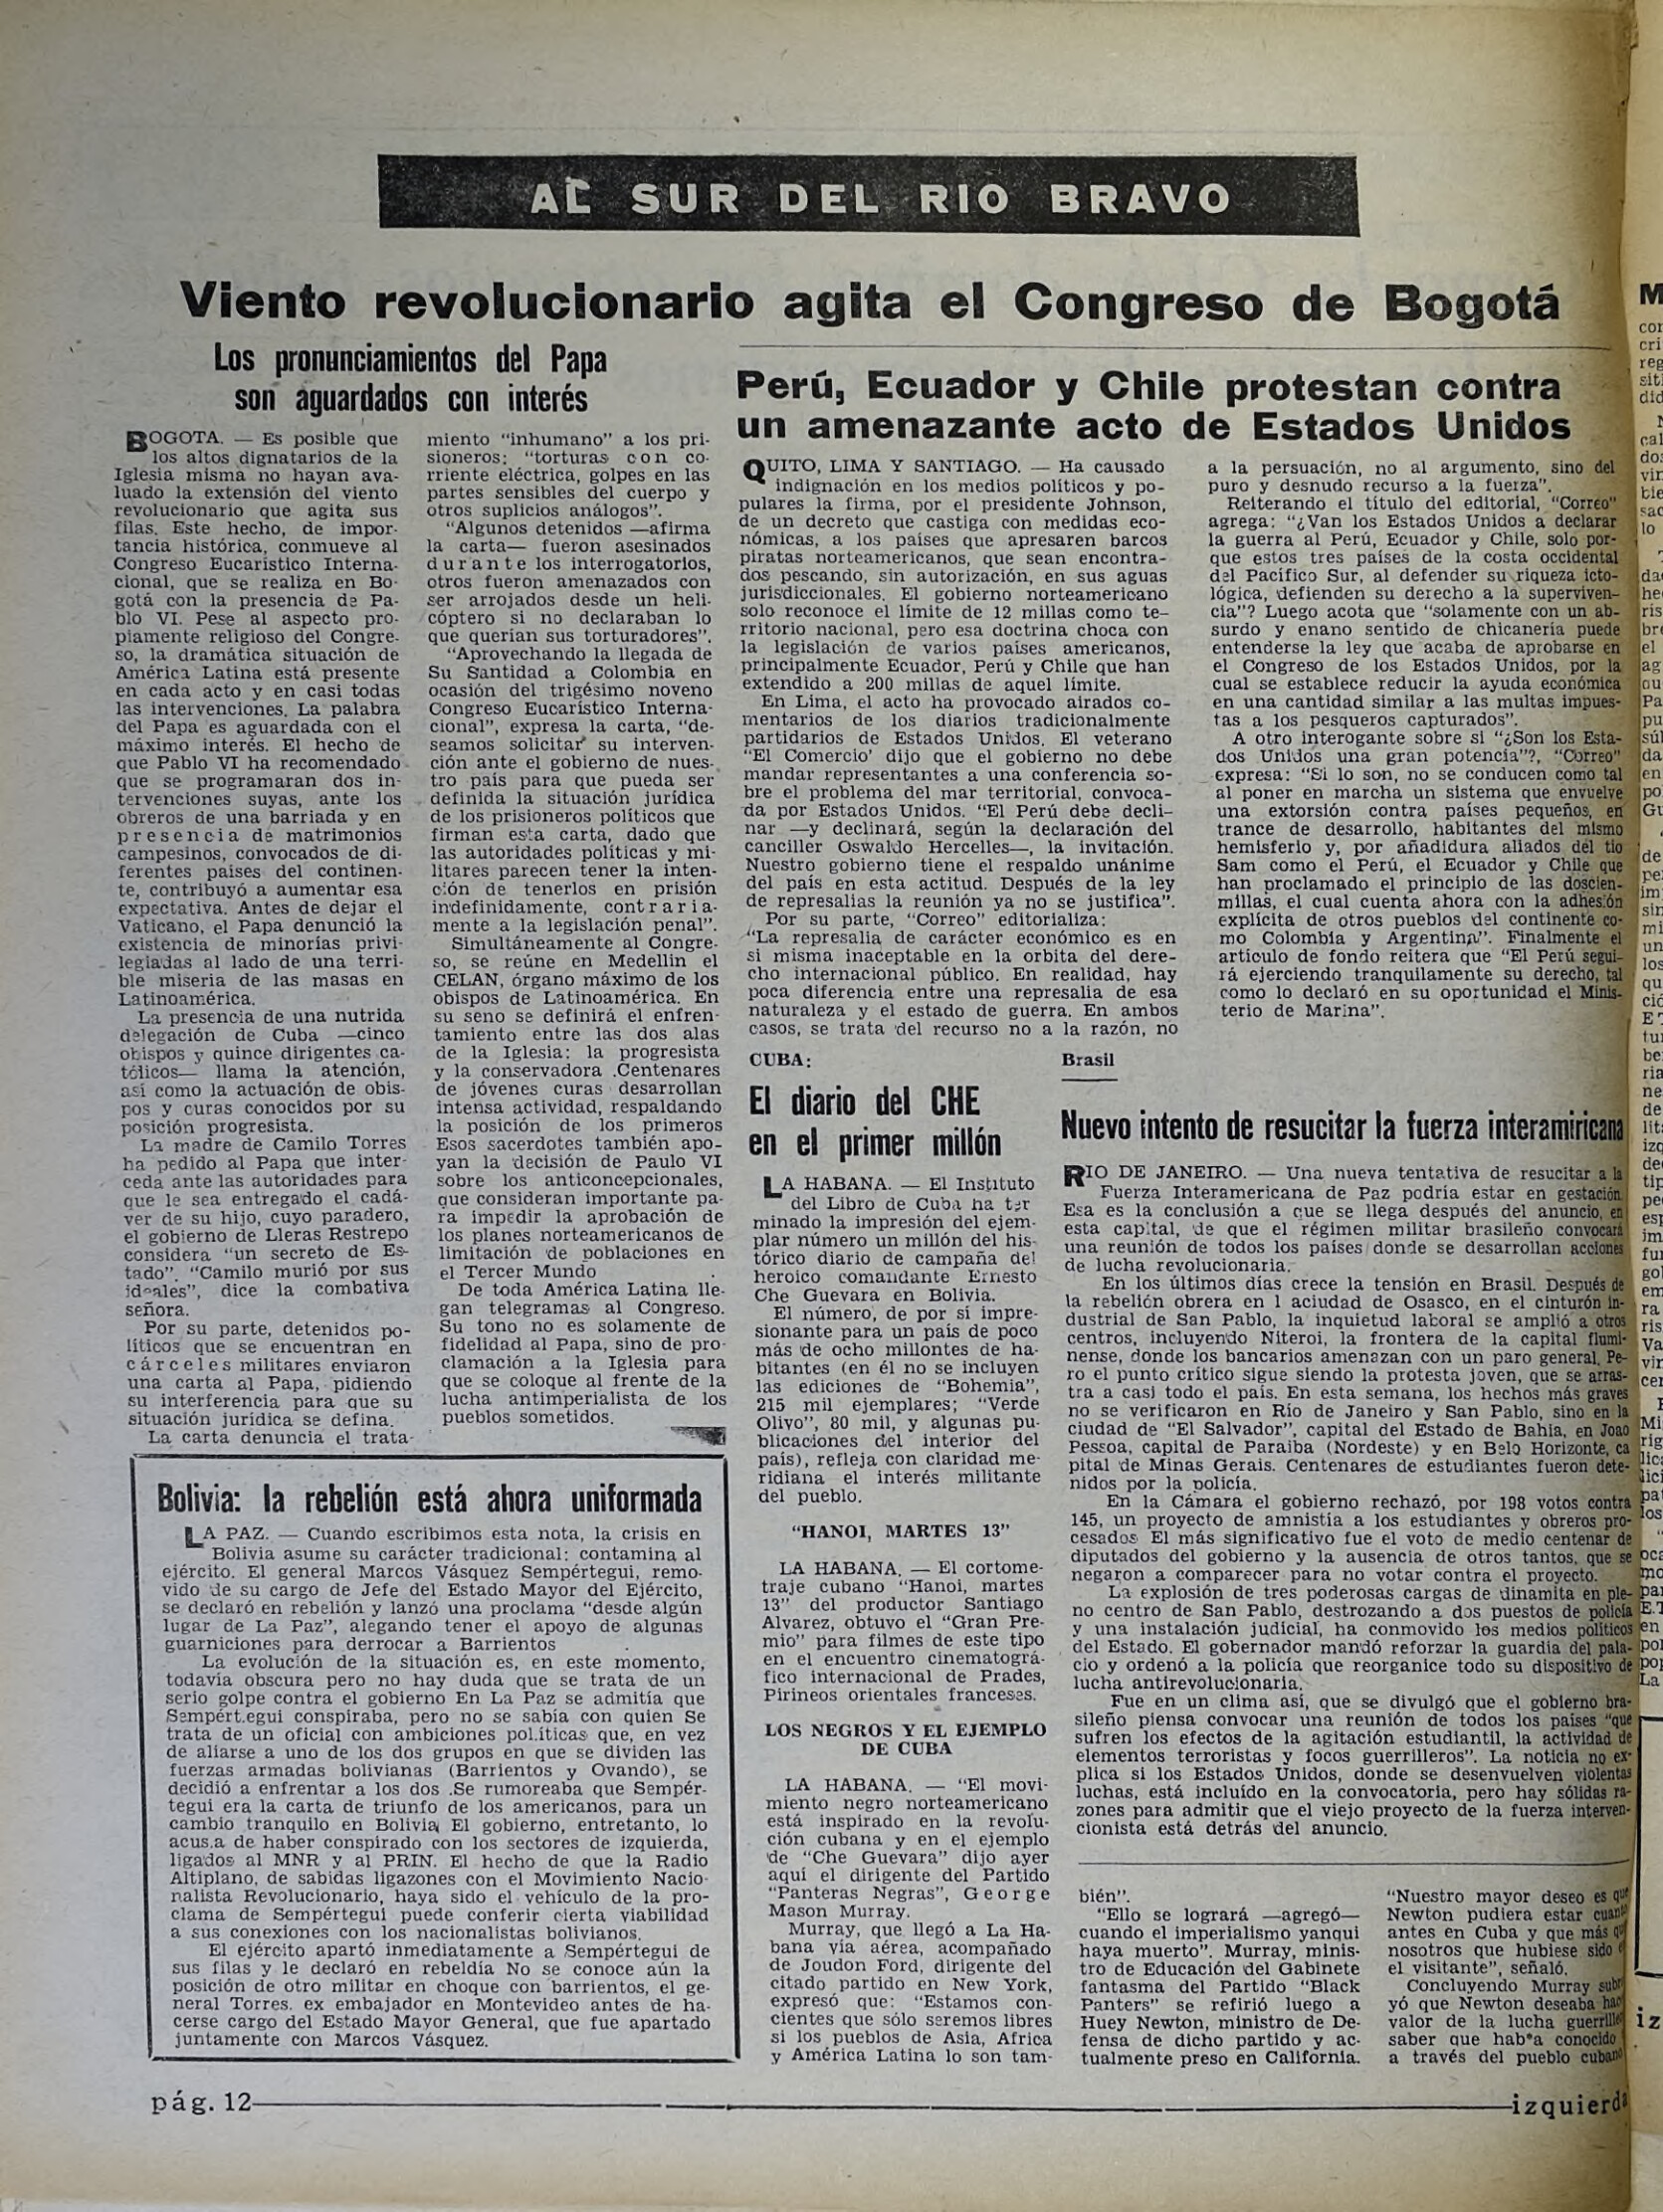 AL SUR DEL RIO BRAVO
Viento revolucionario agita el Congreso de Bogotá
Los pronunciamientos del Papa
son aguardados con interés
BOGOTA. — Es posible que
los altos dignatarios de la
Iglesia misma no hayan ava-
luado la extensión del viento
revolucionario que agita sus
filas. Este hecho, de impor-
tancia histórica, conmueve al
Congreso Eucarístico Interna-
cional, que se realiza en Bo-
gotá con la presencia de Pa-
blo VI. Pese al aspecto pro-
piamente religioso del Congre-
so, la dramática situación de
América Latina está presente
en cada acto y en casi todas
las intervenciones. La palabra
del Papa es aguardada con el
máximo interés. El hecho de
que Pablo VI ha recomendado
que se programaran dos in-
tervenciones suyas, ante los
obreros de una barriada y en
presencia de matrimonios
campesinos, convocados de di-
ferentes países del continen-
te, contribuyó a aumentar esa
expectativa. Antes de dejar el
Vaticano, el Papa denunció la
existencia de minorías privi-
legiadas al lado de una terri-
ble miseria de las masas en
Latinoamérica.
La presencia de una nutrida
delegación de Cuba —cinco
obispos y quince dirigentes ca-
tólicos— llama la atención,
así como la actuación de obis-
pos y curas conocidos por su
posición progresista.
La madre de Camilo Torres
ha pedido al Papa que inter-
ceda ante las autoridades para
que le sea entregado el cadá-
ver de su hijo, cuyo paradero,
el gobierno de Lleras Restrepo
considera “un secreto de Es-
tado”. “Camilo murió por sus
ideales”, dice la combativa
señora.
Por su parte, detenidos po-
líticos que se encuentran en
cárceles militares enviaron
una carta al Papa, pidiendo
su interferencia para que su
situación jurídica se defina.
La carta denuncia el trata-
miento “inhumano” a los pri-
sioneros; “torturas con co-
rriente eléctrica, golpes en las
partes sensibles del cuerpo y
otros suplicios análogos”.
“Algunos detenidos —afirma
la carta— fueron asesinados
durante los interrogatorios,
otros fueron amenazados con
ser arrojados desde un heli-
cóptero si no declaraban lo
que querían sus torturadores”.
“Aprovechando la llegada de
Su Santidad a Colombia en
ocasión del trigésimo noveno
Congreso Eucarístico Interna-
cional”, expresa la carta, “de-
seamos solicitar su interven-
ción ante el gobierno de nues-
tro país para que pueda ser
definida la situación jurídica
de los prisioneros políticos que
firman esta carta, dado que
las autoridades políticas y mi-
litares parecen tener la inten-
ción de tenerlos en prisión
indefinidamente, contraria-
mente a la legislación penal”.
Simultáneamente al Congre-
so, se reúne en Medellín el
CELAN, órgano máximo de los
obispos de Latinoamérica. En
su seno se definirá el enfren-
tamiento entre las dos alas
de la Iglesia: la progresista
y la conservadora .Centenares
de jóvenes curas desarrollan
intensa actividad, respaldando
la posición de los primeros
Esos sacerdotes también apo-
yan la decisión de Paulo VI
sobre los anticoncepcionales,
que consideran importante pa-
ra impedir la aprobación de
los planes norteamericanos de
limitación de poblaciones en
el Tercer Mundo .
De toda América Latina lle-
gan telegramas al Congreso.
Su tono no es solamente de
fidelidad al Papa, sino de pro-
clamación a la Iglesia para
que se coloque al frente de la
lucha antimperialista de los
pueblos sometidos.
Bolivia: la rebelión está ahora uniformada
LA PAZ. — Cuando escribimos esta nota, la crisis en
Bolivia asume su carácter tradicional: contamina al
ejército. El general Marcos Vásquez Sempértegui, remo-
vido de su cargo de Jefe del Estado Mayor del Ejército,
se declaró en rebelión y lanzó una proclama “desde algún
lugar de La Paz”, alegando tener el apoyo de algunas
guarniciones para derrocar a Barrientos .
La evolución de la situación es, en este momento,
todavía obscura pero no hay duda que se trata de un
serio golpe contra el gobierno En La Paz se admitía que
Sempért.egui conspiraba, pero no se sabía con quien Se
trata de un oficial con ambiciones pol.íticas que, en vez
de aliarse a uno de los dos grupos en que se dividen las
fuerzas armadas bolivianas (Barrientos y Ovando), se
decidió a enfrentar a los dos .Se rumoreaba que Sempér-
tegui era la carta de triunfo de los americanos, para un
cambio tranquilo en Bolivia, El gobierno, entretanto, lo
acus.a de haber conspirado con los sectores de izquierda,
ligados al MNR y al PRIN. El hecho de que la Radio
Altiplano, de sabidas ligazones con el Movimiento Nacio-
nalista Revolucionario, haya sido el vehículo de la pro-
clama de Sempértegui puede conferir cierta viabilidad
a sus conexiones con los nacionalistas bolivianos.
El ejército apartó inmediatamente a Sempértegui de
sus filas y le declaró en rebeldía No se conoce aún la
posición de otro militar en choque con barrientos, el ge-
neral Torres. ex embajador en Montevideo antes de ha-
cerse cargo del Estado Mayor General, que fue apartado
juntamente con Marcos Vásquez.
Perú, Ecuador y Chile protestan contra
un amenazante acto de Estados Unidos
QUITO, LIMA Y SANTIAGO. — Ha causado
indignación en los medios políticos y po-
pulares la firma, por el presidente Johnson,
de un decreto que castiga con medidas eco-
nómicas, a los países que apresaren barcos
piratas norteamericanos, que sean encontra-
dos pescando, sin autorización, en sus aguas
jurisdiccionales. El gobierno norteamericano
solo reconoce el límite de 12 millas como te-
rritorio nacional, pero esa doctrina choca con
la legislación de varios países americanos,
principalmente Ecuador, Perú y Chile que han
extendido a 200 millas de aquel límite.
En Lima, el acto ha provocado airados co-
mentarios de los diarios tradicionalmente
partidarios de Estados Unidos. El veterano
“El Comercio’ dijo que el gobierno no debe
mandar representantes a una conferencia so-
bre el problema del mar territorial, convoca-
da por Estados Unidos. “El Perú debe decli-
nar —y declinará, según la declaración del
canciller Oswaldo Hercelles—, la invitación.
Nuestro gobierno tiene el respaldo unánime
del país en esta actitud. Después de la ley
de represalias la reunión ya no se justifica”.
Por su parte, “Correo” editorializa:
“La represalia de carácter económico es en
si misma inaceptable en la orbita del dere-
cho internacional público. En realidad, hay
poca diferencia entre una represalia de esa
naturaleza y el estado de guerra. En ambos
casos, se trata del recurso no a la razón, no
a la persuación, no al argumento, sino del
puro y desnudo recurso a la fuerza”.
Reiterando el título del editorial, “Correo”
agrega: “¿Van los Estados Unidos a declarar
la guerra al Perú, Ecuador y Chile, solo por-
que estos tres países de la costa occidental
del Pacífico Sur, al defender su riqueza icto-
lógica, defienden su derecho a la superviven-
cia”? Luego acota que “solamente con un ab-
surdo y enano sentido de chicanería puede
entenderse la ley que acaba de aprobarse en
el Congreso de los Estados Unidos, por la
cual se establece reducir la ayuda económica
en una cantidad similar a las multas impues-
tas a los pesqueros capturados”.
A otro interogante sobre si “¿Son los Esta-
dos Unidos una gran potencia”?, “Correo”
expresa: “Si lo son, no se conducen como tal
al poner en marcha un sistema que envuelve
una extorsión contra países pequeños, en
trance de desarrollo, habitantes del mismo
hemisferio y, por añadidura aliados del tío
Sam como el Perú, el Ecuador y Chile que
han proclamado el principio de las doscien-
millas, el cual cuenta ahora con la adhesión
explícita de otros pueblos del continente co-
mo Colombia y Argentina”. Finalmente el
artículo de fondo reitera que “El Perú segui-
rá ejerciendo tranquilamente su derecho, tal
como lo declaró en su oportunidad el Minis-
terio de Marina”.
CUBA:
El diario del CHE
en el primer millón
LA HABANA. — El Instituto
del Libro de Cuba ha ter
minado la impresión del ejem-
plar número un millón del his-
tórico diario de campaña del
heroico comandante Ernesto
Che Guevara en Bolivia.
El número, de por sí impre-
sionante para un país de poco
más de ocho millontes de ha-
bitantes (en él no se incluyen
las ediciones de “Bohemia”,
215 mil ejemplares; “Verde
Olivo”, 80 mil, y algunas pu-
blicaciones del interior del
país), refleja con claridad me-
ridiana el interés militante
del pueblo.
“HANOI, MARTES 13”
LA HABANA. — El cortome-
traje cubano “Hanoi, martes
13” del productor Santiago
Alvarez, obtuvo el “Gran Pre-
mio” para filmes de este tipo
en el encuentro cinematográ-
fico internacional de Prades,
Pirineos orientales franceses.
LOS NEGROS Y EL EJEMPLO
DE CUBA
LA HABANA. — “El movi-
miento negro norteamericano
está inspirado en la revolu-
ción cubana y en el ejemplo
de “Che Guevara” dijo ayer
aquí el dirigente del Partido
“Panteras Negras”, George
Mason Murray.
Murray, que llegó a La Ha-
bana vía aérea, acompañado
de Joudon Ford, dirigente del
citado partido en New York,
expresó que: “Estamos con-
cientes que sólo seremos libres
si los pueblos de Asia, Africa
y América Latina lo son tam-
bién”.
“Ello se logrará —agregó—
cuando el imperialismo yanqui
haya muerto”. Murray, minis-
tro de Educación del Gabinete
fantasma del Partido “Black
Panters” se refirió luego a
Huey Newton, ministro de De-
fensa de dicho partido y ac-
tualmente preso en California.
“Nuestro mayor deseo es que
Newton pudiera estar cuanto
antes en Cuba y que más que
nosotros que hubiese sido el
el visitante”, señaló.
Concluyendo Murray subra
yó que Newton deseaba hac
valor de la lucha guerrille
saber que hab*a conocido
a través del pueblo cubano
Brasil
Nuevo intento de resucitar la fuerza interamiricana
RIO DE JANEIRO. — Una nueva tentativa de resucitar a la
Fuerza Interamericana de Paz podría estar en gestación.
Esa es la conclusión a que se llega después del anuncio, en
esta capital, de que el régimen militar brasileño convocará
una reunión de todos los países donde se desarrollan acciones
de lucha revolucionaria.
En los últimos días crece la tensión en Brasil. Después de
la rebelión obrera en l aciudad de Osasco, en el cinturón in-
dustrial de San Pablo, la inquietud laboral se amplió a otros
centros, incluyendo Niteroi, la frontera de la capital flumi-
nense, donde los bancarios amenazan con un paro general. Pe-
ro el punto crítico sigue siendo la protesta joven, que se arras-
tra a casi todo el país. En esta semana, los hechos más graves
no se verificaron en Río de Janeiro y San Pablo, sino en la
ciudad de “El Salvador”, capital del Estado de Bahia, en Joao
Pessoa, capital de Paraiba (Nordeste) y en Belo Horizonte, ca
pital de Minas Gerais. Centenares de estudiantes fueron dete-
nidos por la policía.
En la Cámara el gobierno rechazó, por 198 votos contra
145, un proyecto de amnistía a los estudiantes y obreros pro-
cesados El más significativo fue el voto de medio centenar de
diputados del gobierno y la ausencia de otros tantos, que se
negaron a comparecer para no votar contra el proyecto.
La explosión de tres poderosas cargas de dinamita en ple-
no centro de San Pablo, destrozando a dos puestos de policía
y una instalación judicial, ha conmovido los medios políticos
del Estado. El gobernador mandó reforzar la guardia del pala-
cio y ordenó a la policía que reorganice todo su dispositivo de
lucha antirevolucionaria.
Fue en un clima así, que se divulgó que el gobierno bra-
sileño piensa convocar una reunión de todos los países “que
sufren los efectos de la agitación estudiantil, la actividad de
elementos terroristas y focos guerrilleros”. La noticia no ex-
plica si los Estados Unidos, donde se desenvuelven violentas
luchas, está incluído en la convocatoria, pero hay sólidas ra-
zones para admitir que el viejo proyecto de la fuerza interven-
cionista está detrás del anuncio.
pág. 12
izquierda